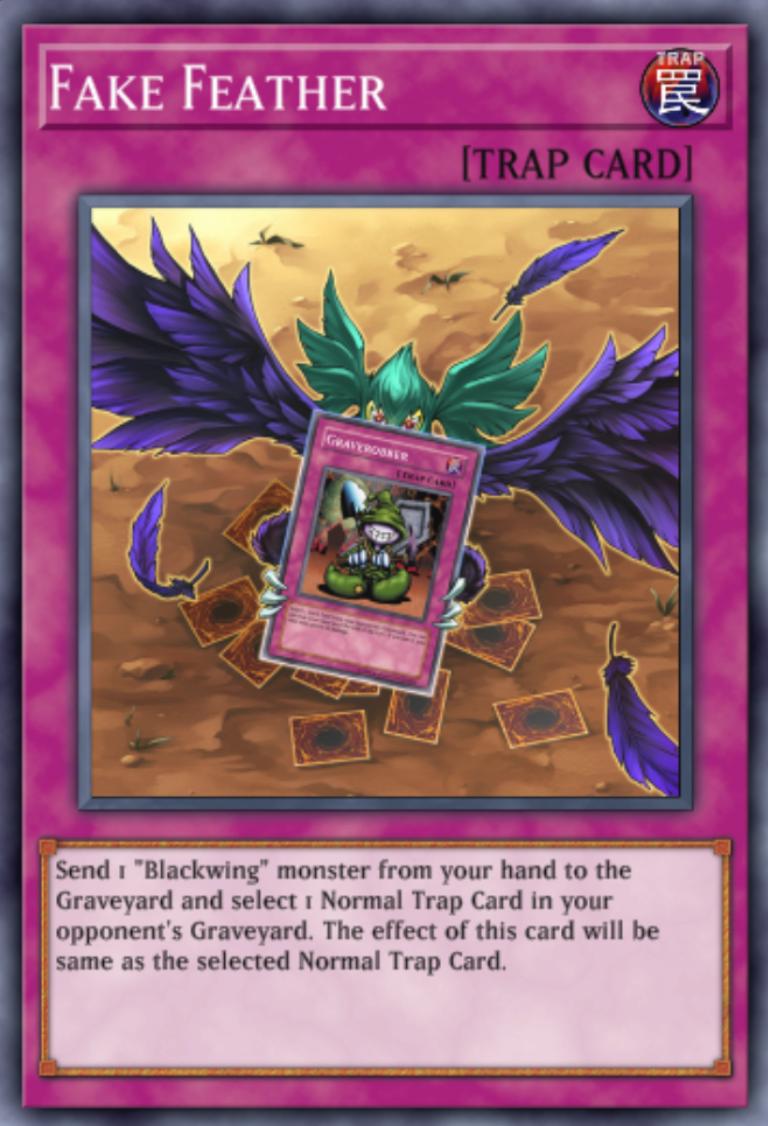 FAKE FEATHER
TRAP
罠
[TRAP CARD]
GRAVEROBBER
[TRAP CARD]
Send 1 "Blackwing" monster from your hand to the
Graveyard and select 1 Normal Trap Card in your
opponent's Graveyard. The effect of this card will be
same as the selected Normal Trap Card.